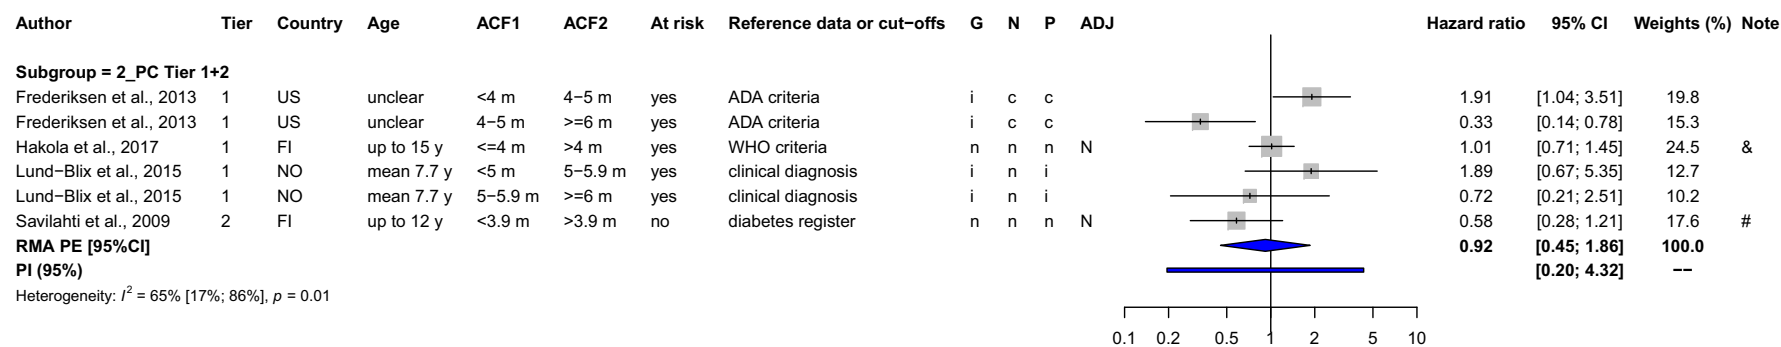 Author Tier Country Age ACF1 ACF2 At risk Reference data or cut−offs G N P ADJ Hazard ratio 95% CI Weights (%) Note
Subgroup = 2_PC Tier 1+2
Frederiksen et al., 2013 1 US unclear <4 m 4−5 m yes ADA criteria i c c 1.91 [1.04; 3.51] 19.8
Frederiksen et al., 2013 1 US unclear 4−5 m >=6 m yes ADA criteria i c c 0.33 [0.14; 0.78] 15.3
Hakola et al., 2017 1 FI up to 15 y <=4 m >4 m yes WHO criteria n n n N 1.01 [0.71; 1.45] 24.5 &
Lund−Blix et al., 2015 1 NO mean 7.7 y <5 m 5−5.9 m yes clinical diagnosis i n i 1.89 [0.67; 5.35] 12.7
Lund−Blix et al., 2015 1 NO mean 7.7 y 5−5.9 m >=6 m yes clinical diagnosis i n i 0.72 [0.21; 2.51] 10.2
Savilahti et al., 2009 2 FI up to 12 y <3.9 m >3.9 m no diabetes register n n n N 0.58 [0.28; 1.21] 17.6 #
RMA PE [95%CI] 0.92 [0.45; 1.86] 100.0
PI (95%) [0.20; 4.32] −−
Heterogeneity: I² = 65% [17%; 86%], p = 0.01
0.1 0.2 0.5 1 2 5 10